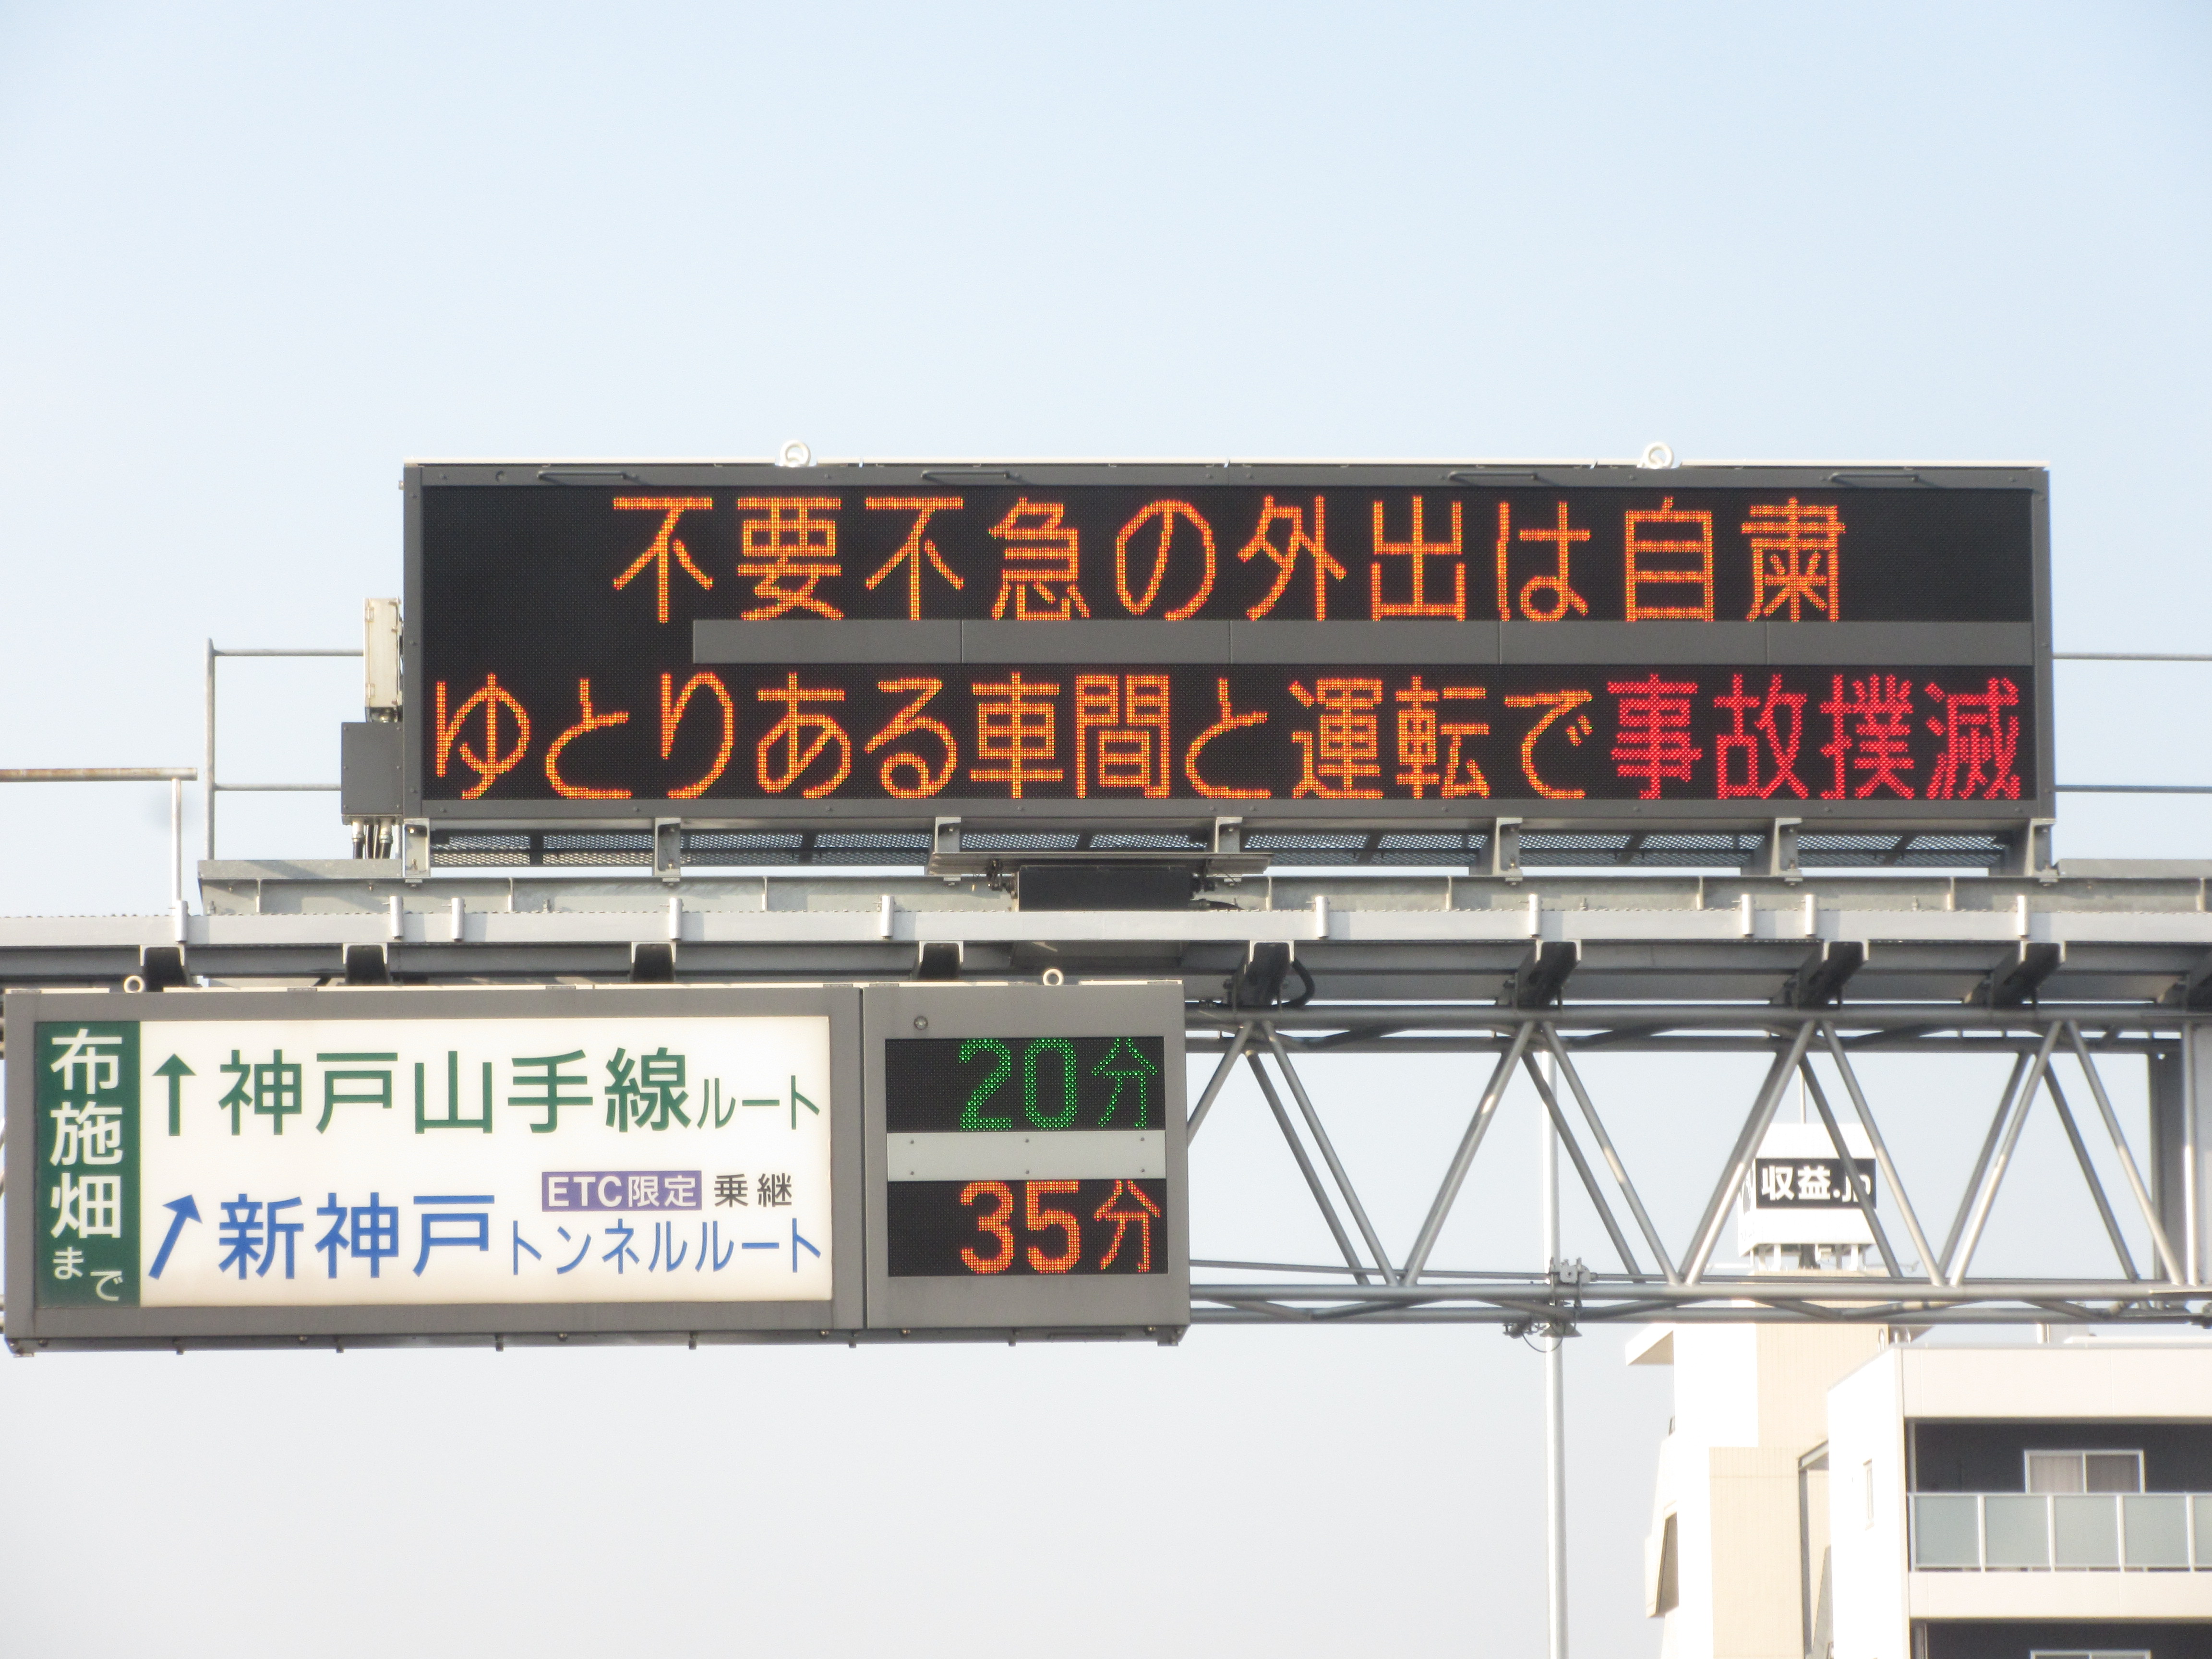 不要不急の外出は自粛
ゆとりある車間と運転で事故撲滅
布施畑まで
↑神戸山手線ルート 20分
ETC限定 乗継
↗新神戸トンネルルート 35分
収益.jp